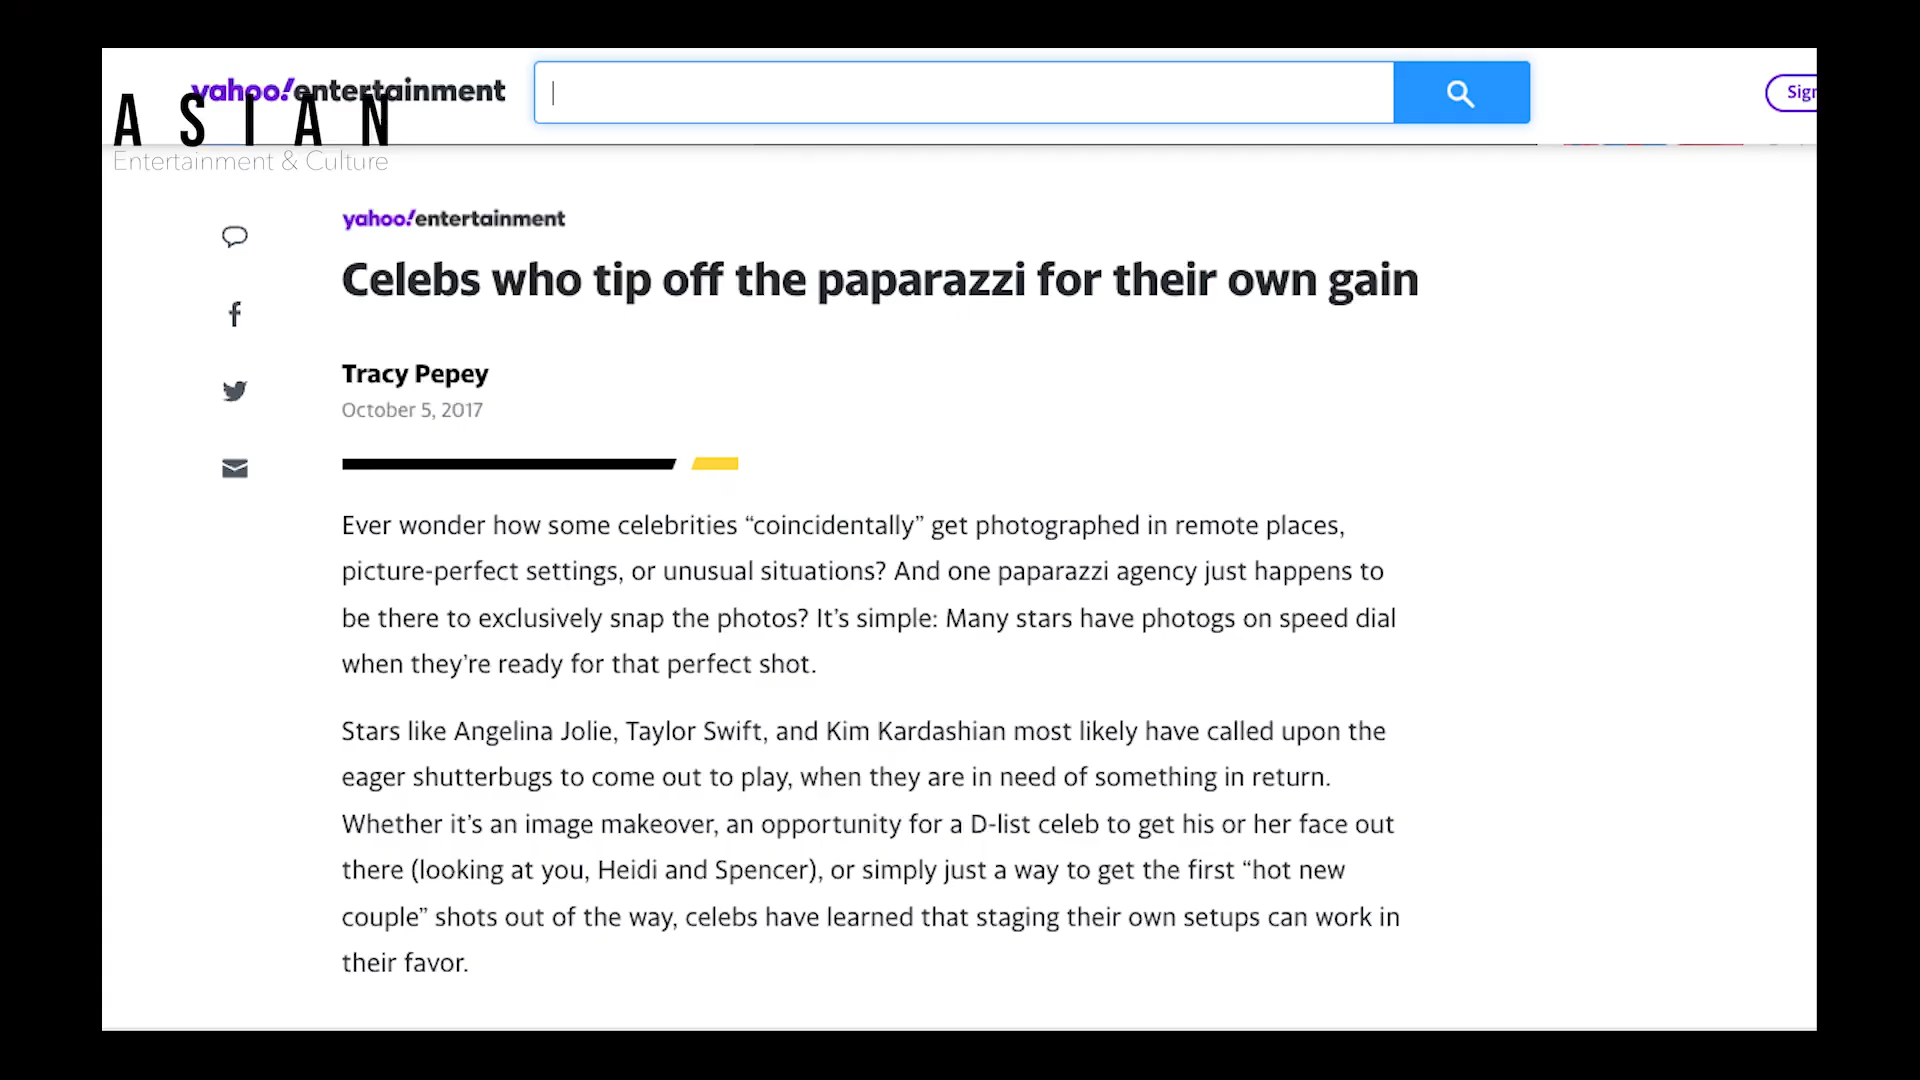 yahoo!entertainment
Sign
ASIAN
Entertainment & Culture
yahoo!entertainment
Celebs who tip off the paparazzi for their own gain
Tracy Pepey
October 5, 2017
Ever wonder how some celebrities “coincidentally” get photographed in remote places,
picture-perfect settings, or unusual situations? And one paparazzi agency just happens to
be there to exclusively snap the photos? It’s simple: Many stars have photogs on speed dial
when they’re ready for that perfect shot.
Stars like Angelina Jolie, Taylor Swift, and Kim Kardashian most likely have called upon the
eager shutterbugs to come out to play, when they are in need of something in return.
Whether it’s an image makeover, an opportunity for a D-list celeb to get his or her face out
there (looking at you, Heidi and Spencer), or simply just a way to get the first “hot new
couple” shots out of the way, celebs have learned that staging their own setups can work in
their favor.